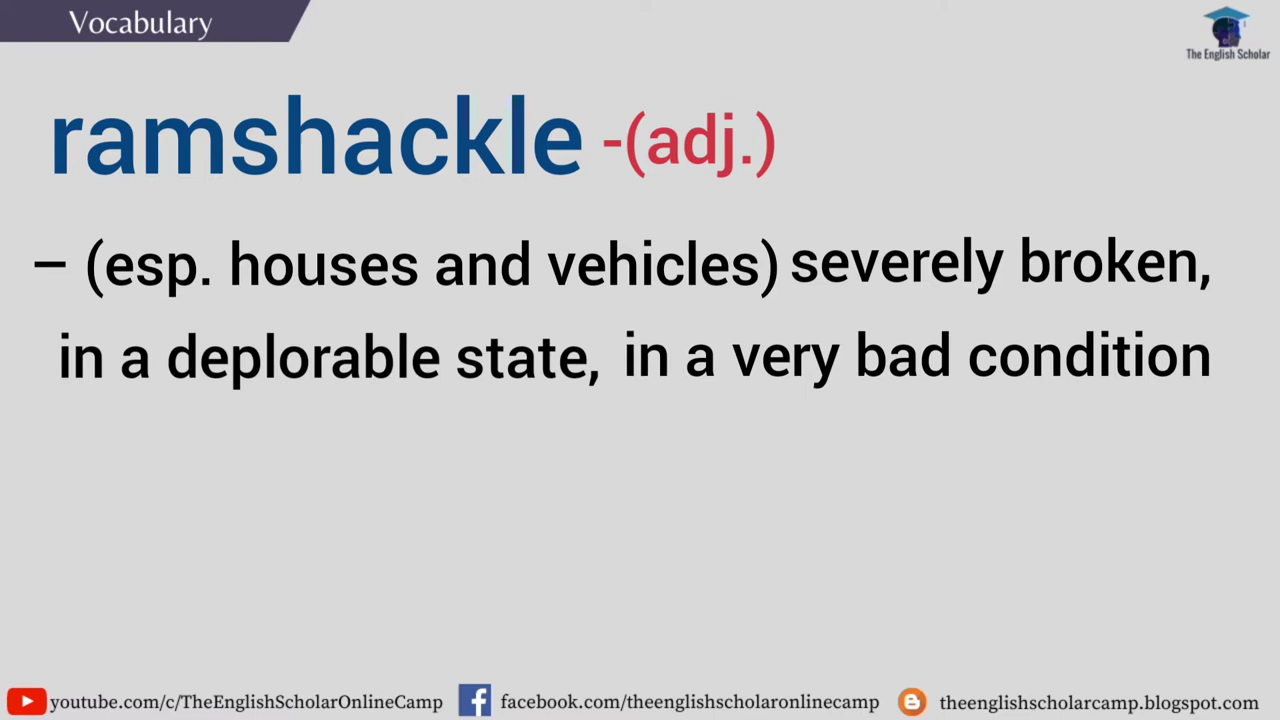 Vocabulary
The English Scholar
ramshackle -(adj.)
– (esp. houses and vehicles) severely broken,
in a deplorable state, in a very bad condition
youtube.com/c/TheEnglishScholarOnlineCamp facebook.com/theenglishscholaronlinecamp theenglishscholarcamp.blogspot.com